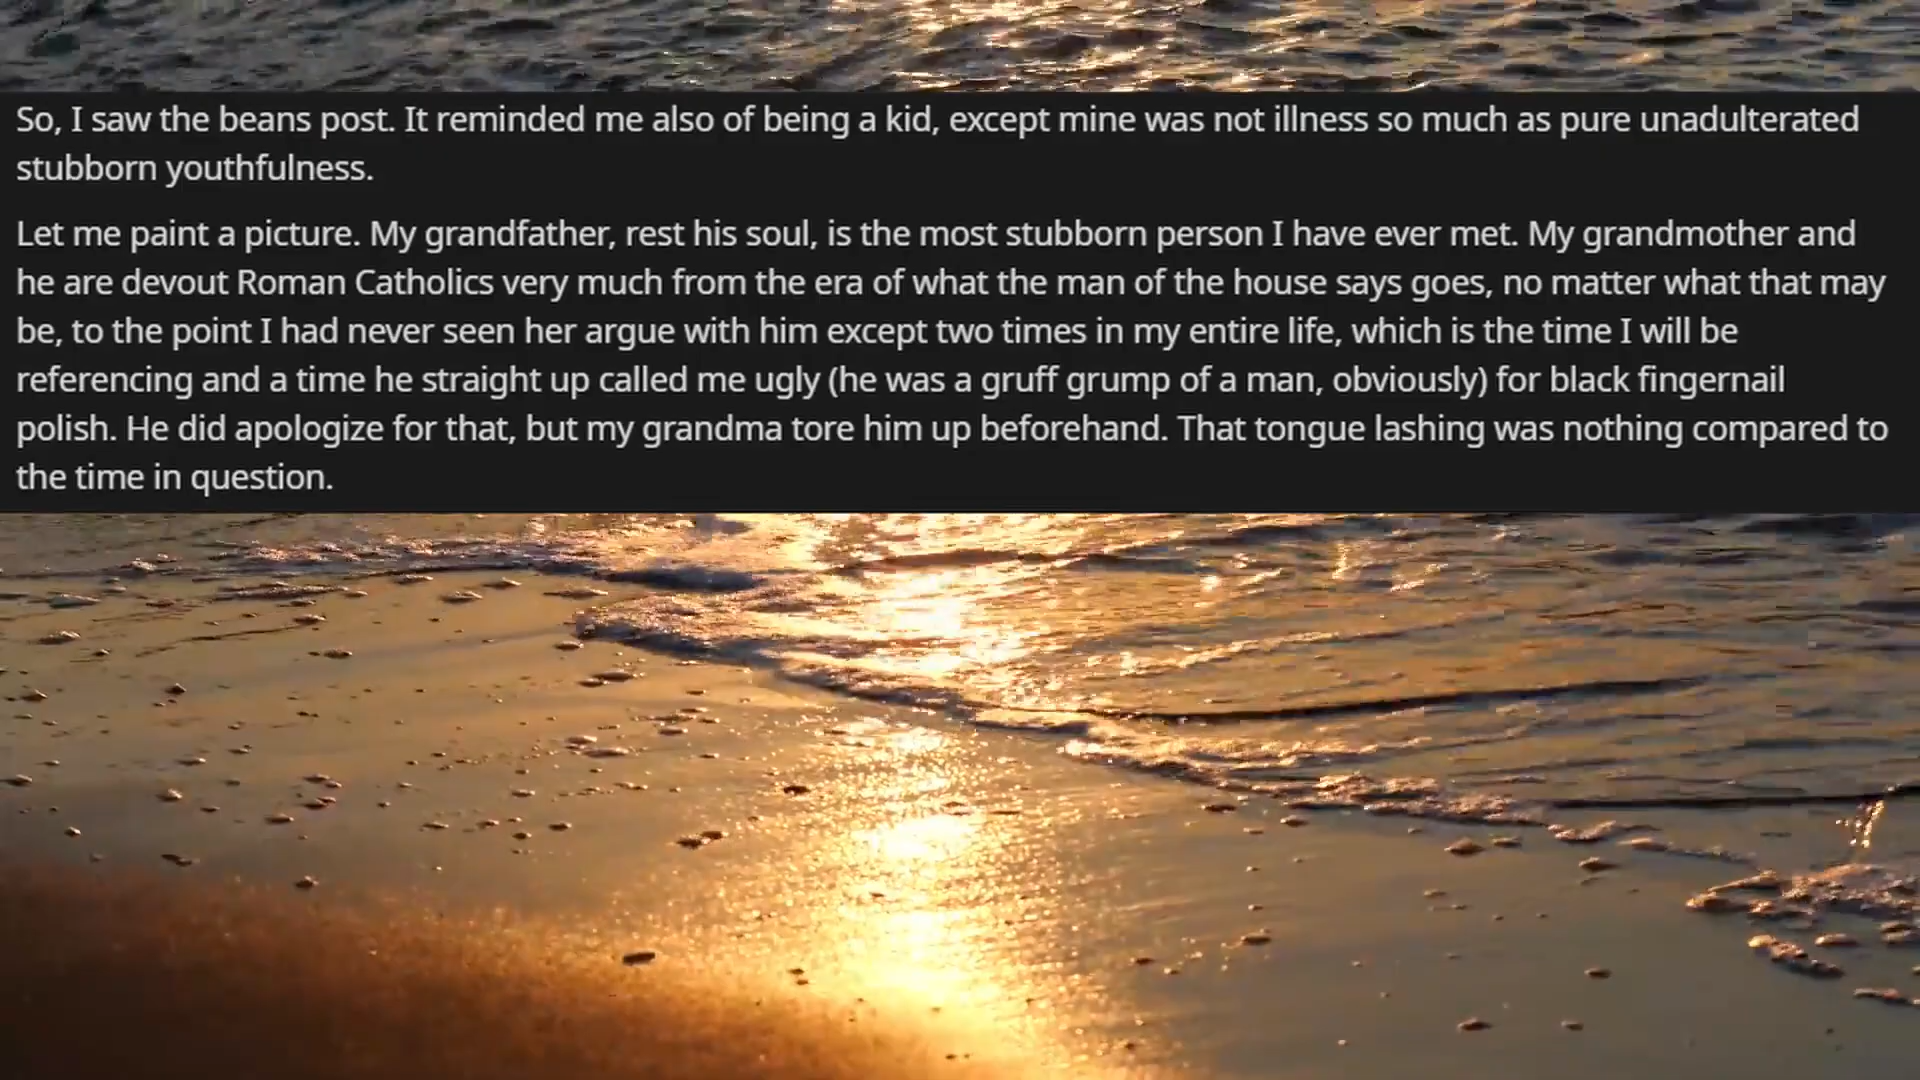 So, I saw the beans post. It reminded me also of being a kid, except mine was not illness so much as pure unadulterated
stubborn youthfulness.
Let me paint a picture. My grandfather, rest his soul, is the most stubborn person I have ever met. My grandmother and
he are devout Roman Catholics very much from the era of what the man of the house says goes, no matter what that may
be, to the point I had never seen her argue with him except two times in my entire life, which is the time I will be
referencing and a time he straight up called me ugly (he was a gruff grump of a man, obviously) for black fingernail
polish. He did apologize for that, but my grandma tore him up beforehand. That tongue lashing was nothing compared to
the time in question.